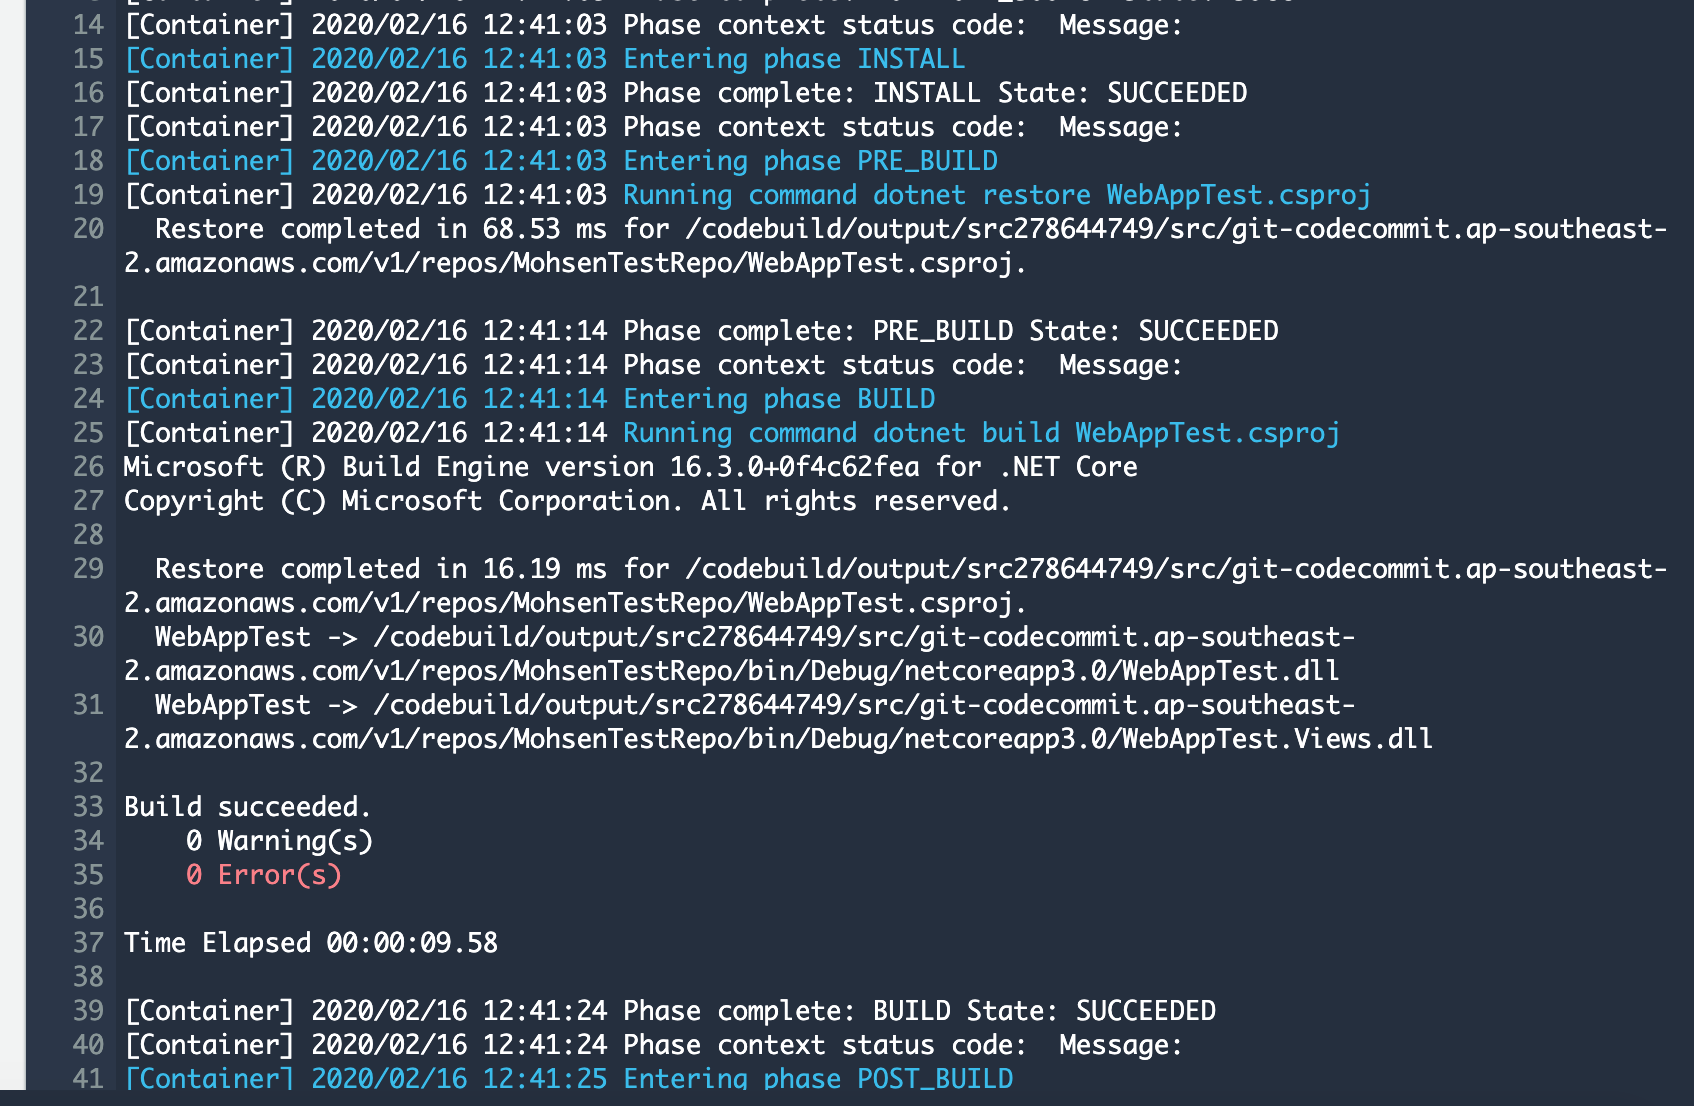 14 [Container] 2020/02/16 12:41:03 Phase context status code:  Message:
15 [Container] 2020/02/16 12:41:03 Entering phase INSTALL
16 [Container] 2020/02/16 12:41:03 Phase complete: INSTALL State: SUCCEEDED
17 [Container] 2020/02/16 12:41:03 Phase context status code:  Message:
18 [Container] 2020/02/16 12:41:03 Entering phase PRE_BUILD
19 [Container] 2020/02/16 12:41:03 Running command dotnet restore WebAppTest.csproj
20   Restore completed in 68.53 ms for /codebuild/output/src278644749/src/git-codecommit.ap-southeast-
2.amazonaws.com/v1/repos/MohsenTestRepo/WebAppTest.csproj.
21
22 [Container] 2020/02/16 12:41:14 Phase complete: PRE_BUILD State: SUCCEEDED
23 [Container] 2020/02/16 12:41:14 Phase context status code:  Message:
24 [Container] 2020/02/16 12:41:14 Entering phase BUILD
25 [Container] 2020/02/16 12:41:14 Running command dotnet build WebAppTest.csproj
26 Microsoft (R) Build Engine version 16.3.0+0f4c62fea for .NET Core
27 Copyright (C) Microsoft Corporation. All rights reserved.
28
29   Restore completed in 16.19 ms for /codebuild/output/src278644749/src/git-codecommit.ap-southeast-
2.amazonaws.com/v1/repos/MohsenTestRepo/WebAppTest.csproj.
30   WebAppTest -> /codebuild/output/src278644749/src/git-codecommit.ap-southeast-
2.amazonaws.com/v1/repos/MohsenTestRepo/bin/Debug/netcoreapp3.0/WebAppTest.dll
31   WebAppTest -> /codebuild/output/src278644749/src/git-codecommit.ap-southeast-
2.amazonaws.com/v1/repos/MohsenTestRepo/bin/Debug/netcoreapp3.0/WebAppTest.Views.dll
32
33 Build succeeded.
34     0 Warning(s)
35     0 Error(s)
36
37 Time Elapsed 00:00:09.58
38
39 [Container] 2020/02/16 12:41:24 Phase complete: BUILD State: SUCCEEDED
40 [Container] 2020/02/16 12:41:24 Phase context status code:  Message:
41 [Container] 2020/02/16 12:41:25 Entering phase POST_BUILD